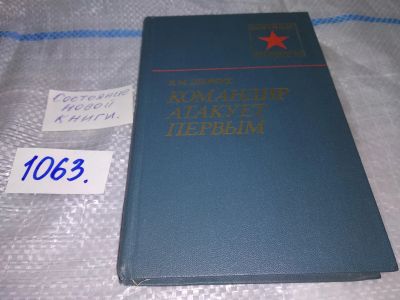 Состояние
новой
книги.
1063.
КОМАНДИР
АТАКУЕТ
ПЕРВЫМ